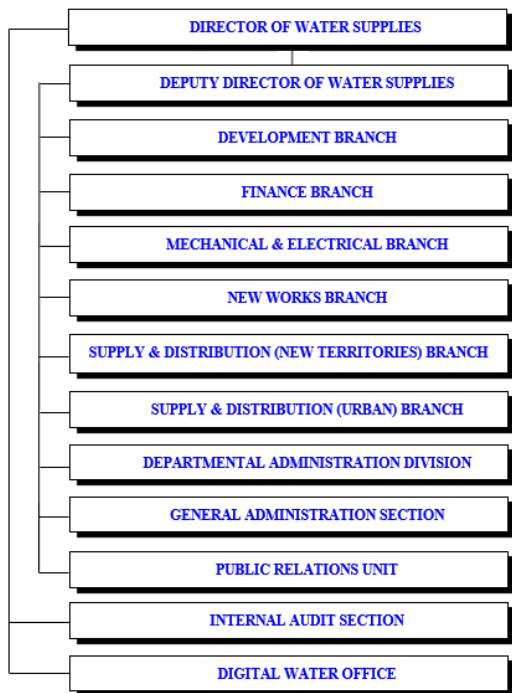 DIRECTOR OF WATER SUPPLIES
DEPUTY DIRECTOR OF WATER SUPPLIES
DEVELOPMENT BRANCH
FINANCE BRANCH
MECHANICAL & ELECTRICAL BRANCH
NEW WORKS BRANCH
SUPPLY & DISTRIBUTION (NEW TERRITORIES) BRANCH
SUPPLY & DISTRIBUTION (URBAN) BRANCH
DEPARTMENTAL ADMINISTRATION DIVISION
GENERAL ADMINISTRATION SECTION
PUBLIC RELATIONS UNIT
INTERNAL AUDIT SECTION
DIGITAL WATER OFFICE